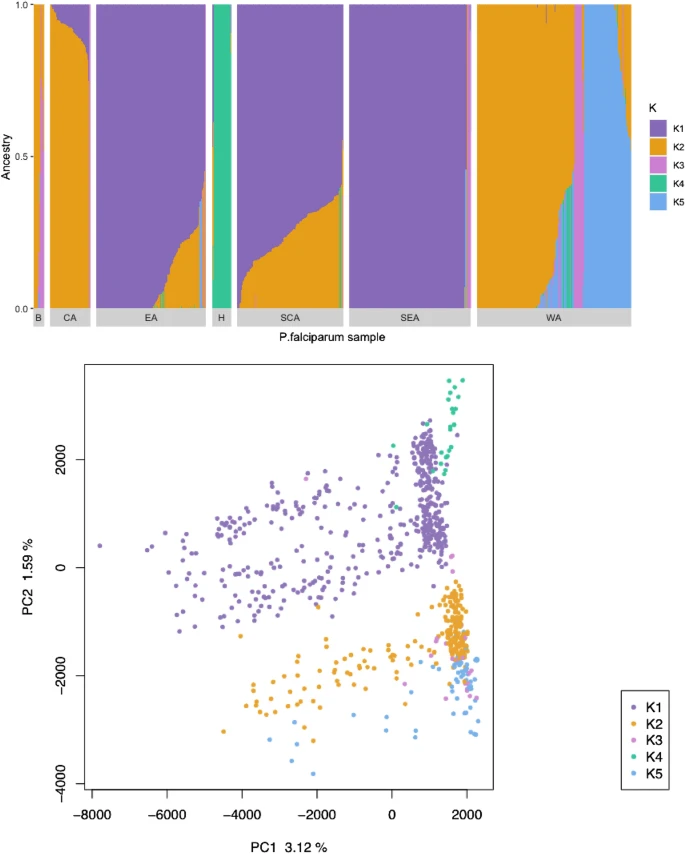 1.0
0.5
0.0
Ancestry
B CA EA H SCA SEA WA
P.falciparum sample
K
K1
K2
K3
K4
K5
2000
0
−2000
−4000
PC2 1.59 %
−8000 −6000 −4000 −2000 0 2000
PC1 3.12 %
K1
K2
K3
K4
K5